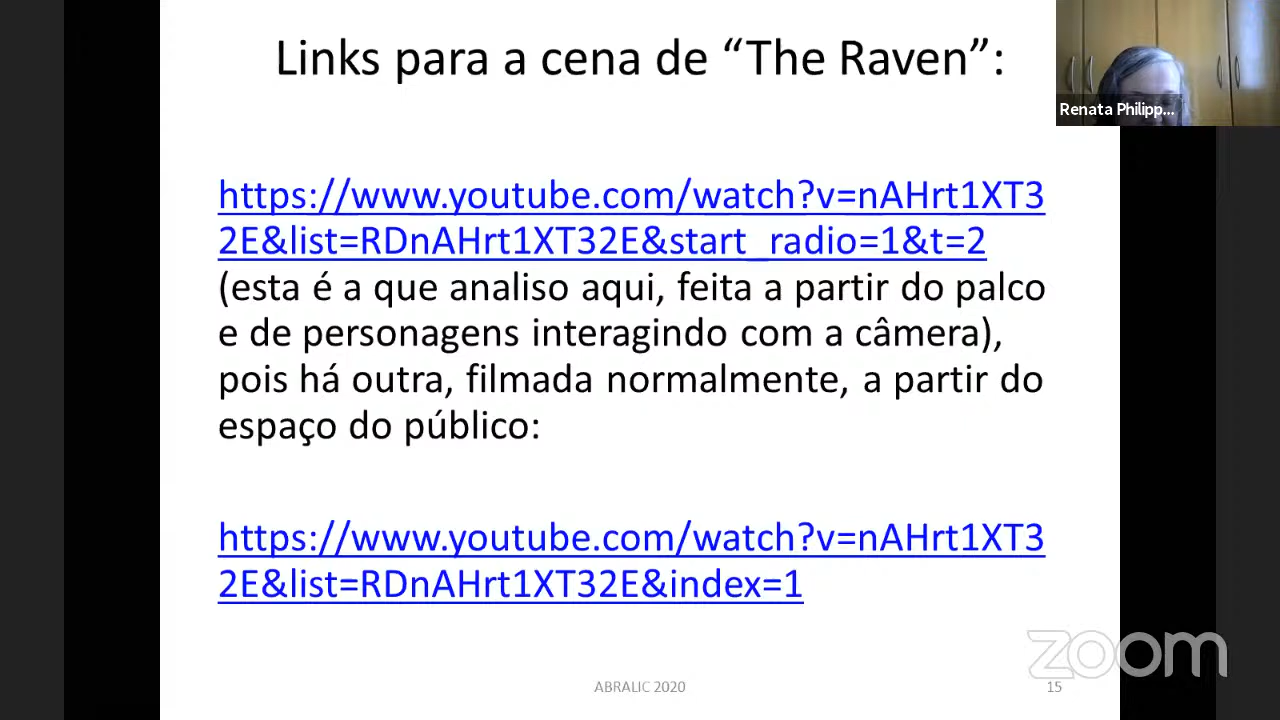 Links para a cena de “The Raven”:
Renata Philipp...
https://www.youtube.com/watch?v=nAHrt1XT3
2E&list=RDnAHrt1XT32E&start_radio=1&t=2
(esta é a que analiso aqui, feita a partir do palco
e de personagens interagindo com a câmera),
pois há outra, filmada normalmente, a partir do
espaço do público:
https://www.youtube.com/watch?v=nAHrt1XT3
2E&list=RDnAHrt1XT32E&index=1
zoom
ABRALIC 2020
15